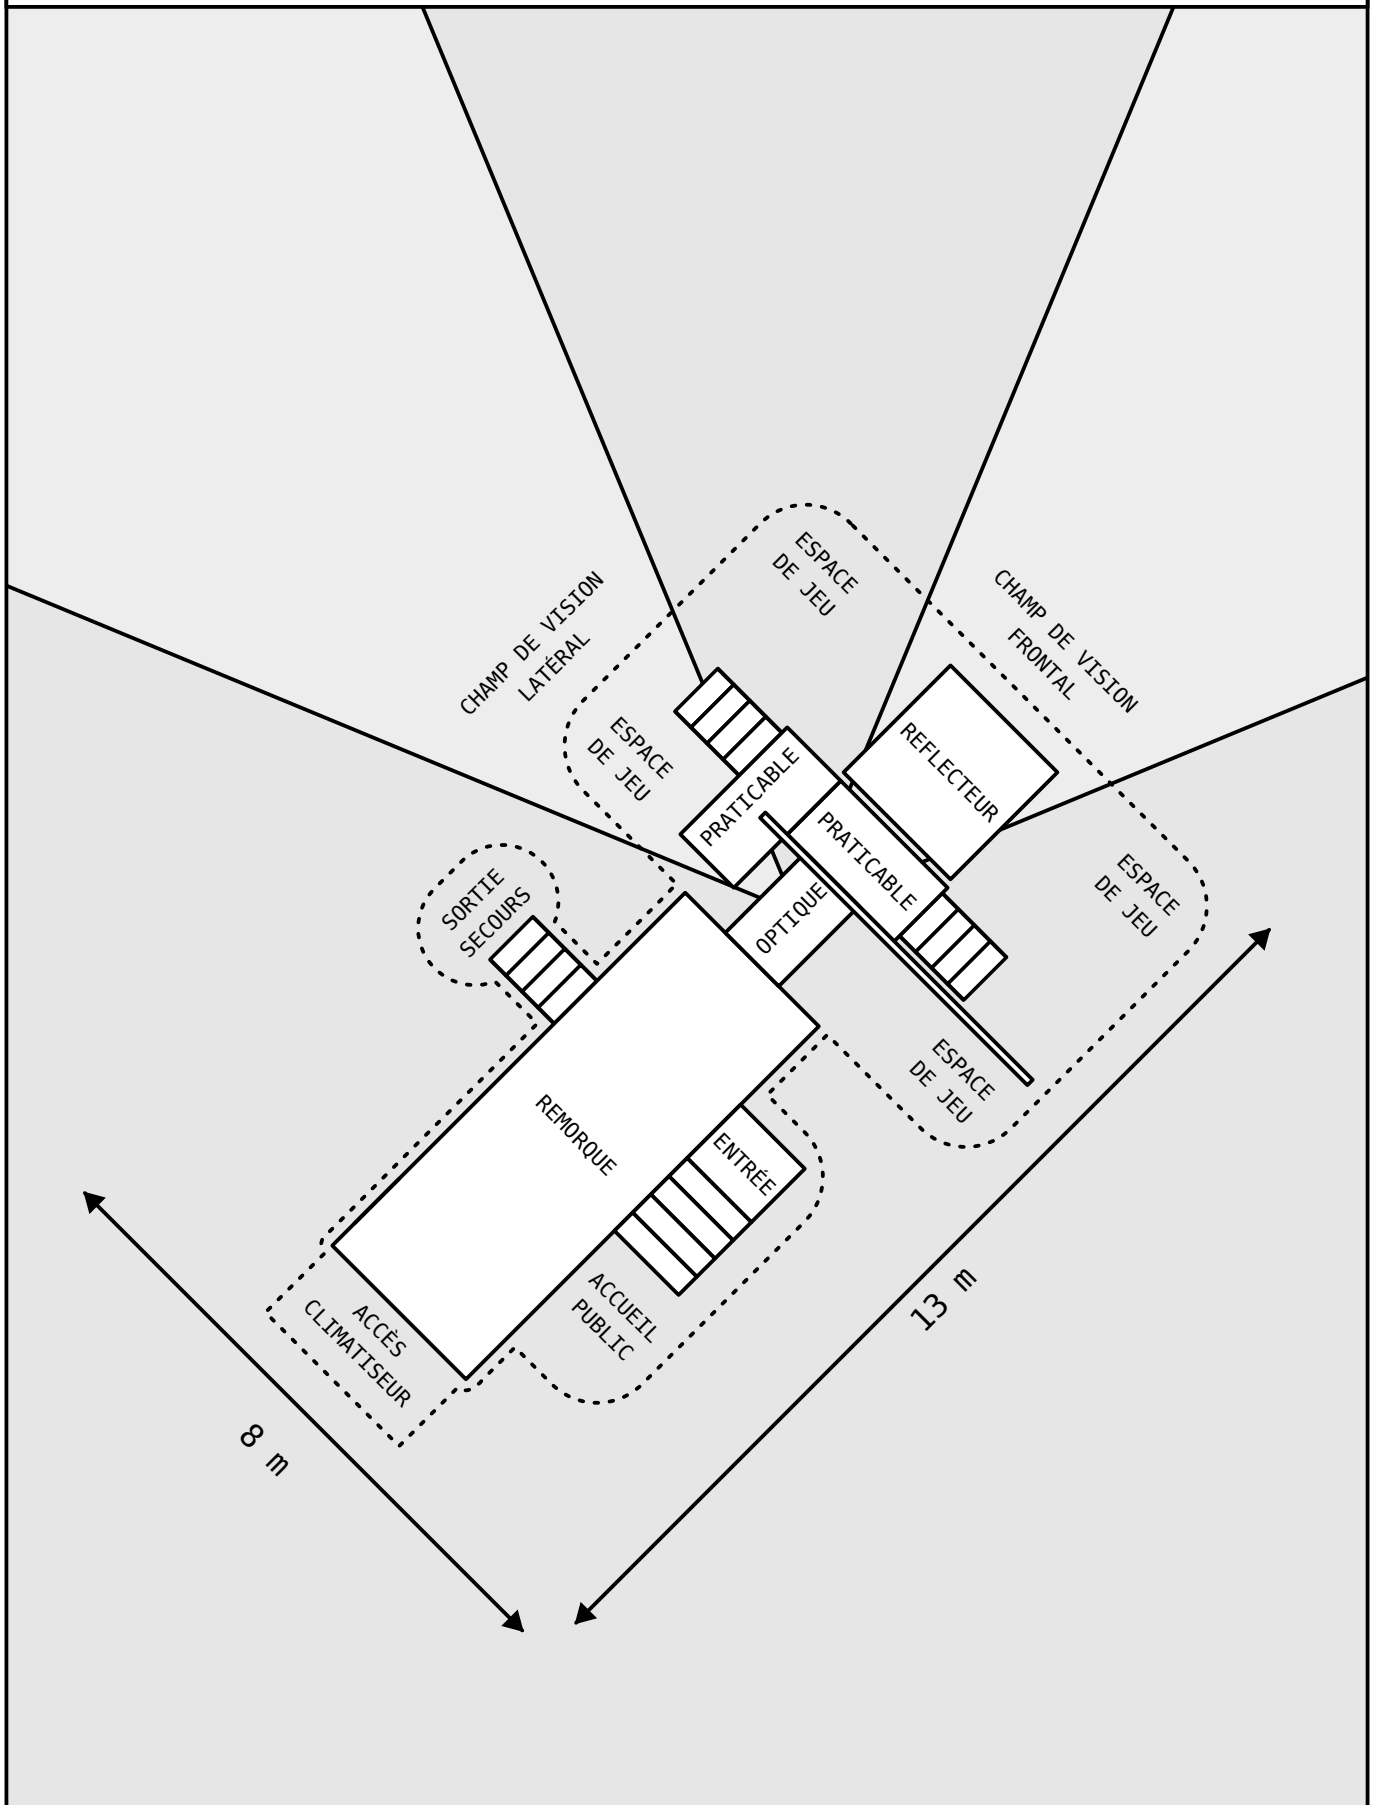 ESPACE
DE JEU
CHAMP DE VISION
LATÉRAL
CHAMP DE VISION
FRONTAL
ESPACE
DE JEU
PRATICABLE
REFLECTEUR
PRATICABLE
OPTIQUE
ESPACE
DE JEU
SORTIE
SECOURS
ESPACE
DE JEU
REMORQUE
ENTRÉE
ACCUEIL
PUBLIC
ACCÈS
CLIMATISEUR
13 m
8 m